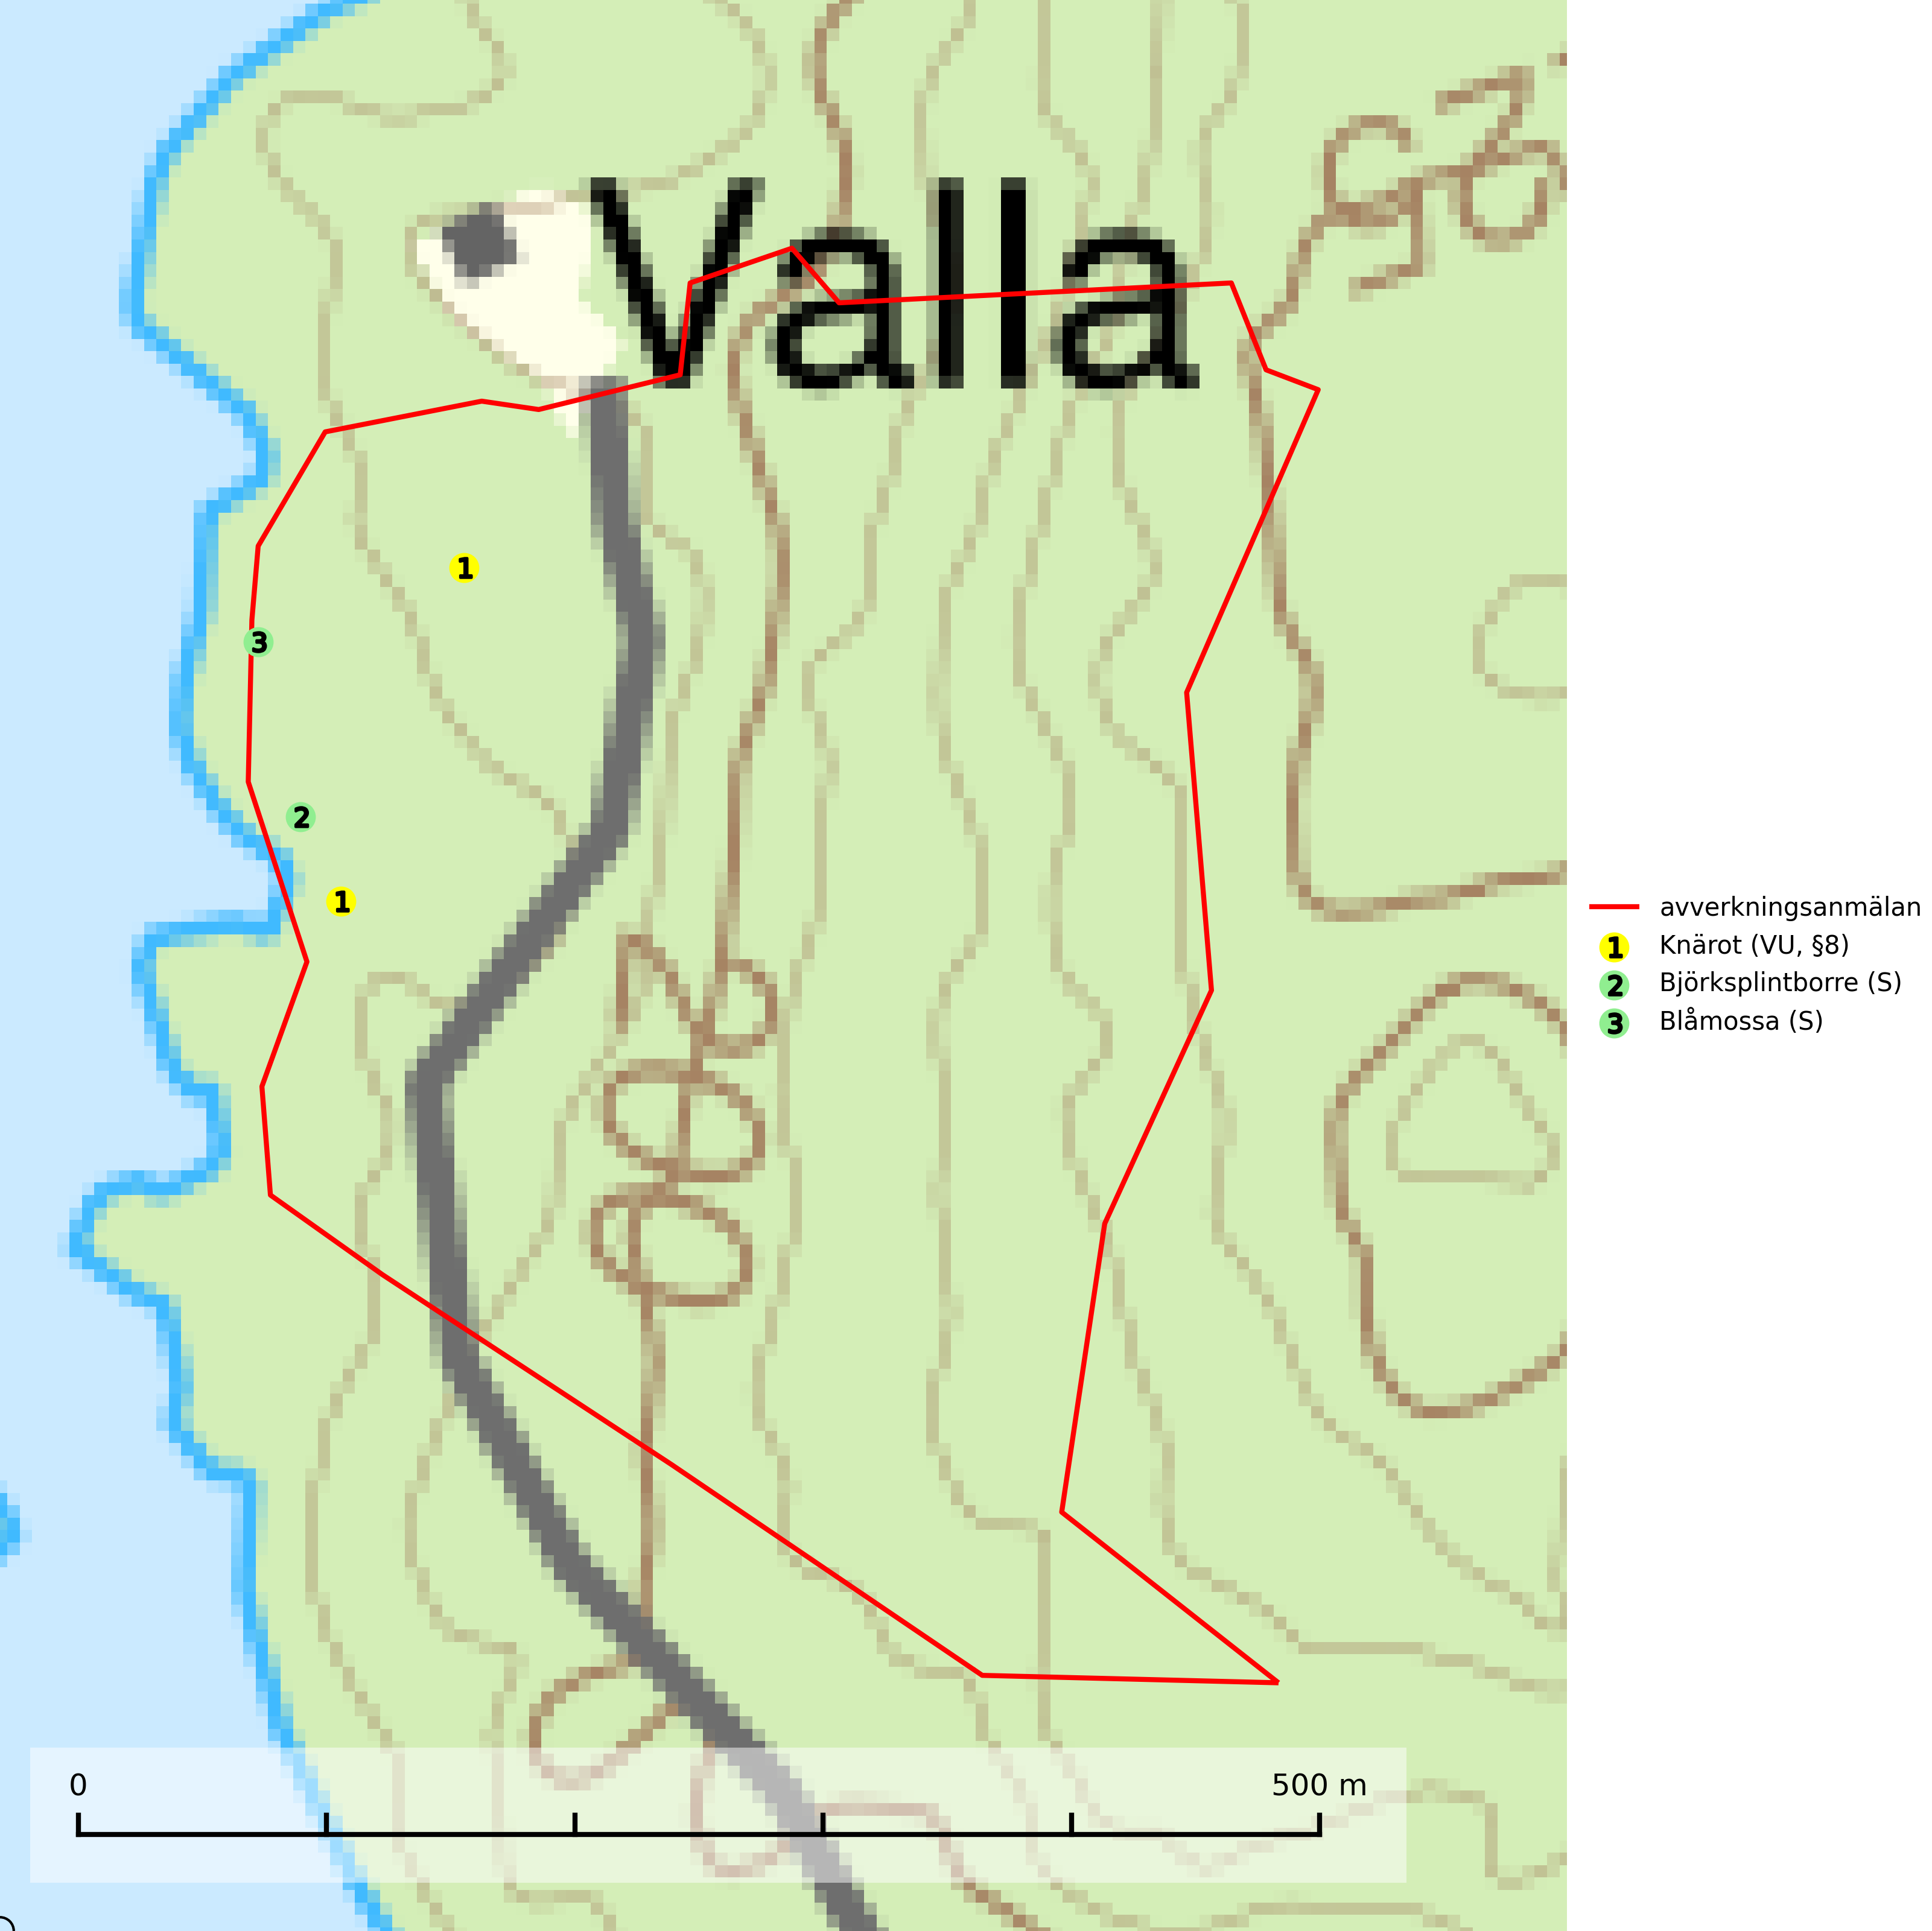 Valla
1
3
2
1
avverkningsanmälan
1 Knärot (VU, §8)
2 Björksplintborre (S)
3 Blåmossa (S)
0 500 m